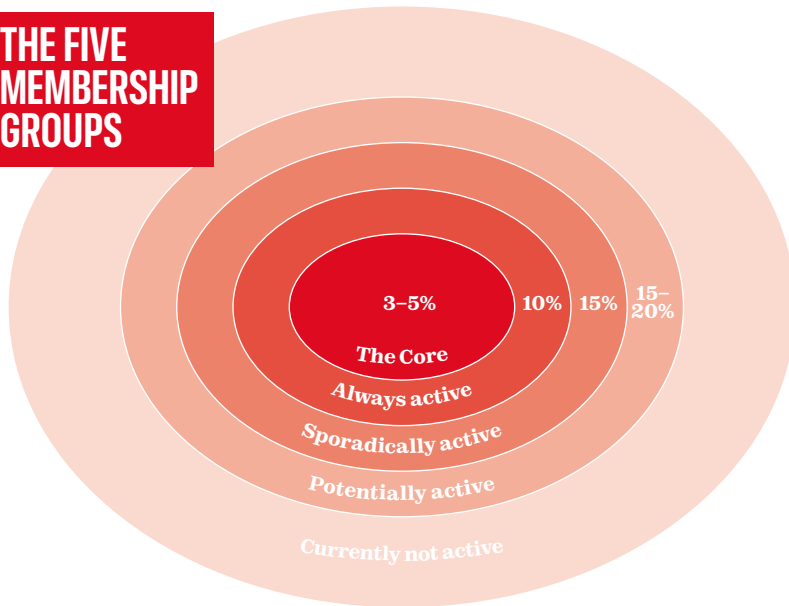 THE FIVE
MEMBERSHIP
GROUPS
3–5%
10%
15%
15–
20%
The Core
Always active
Sporadically active
Potentially active
Currently not active